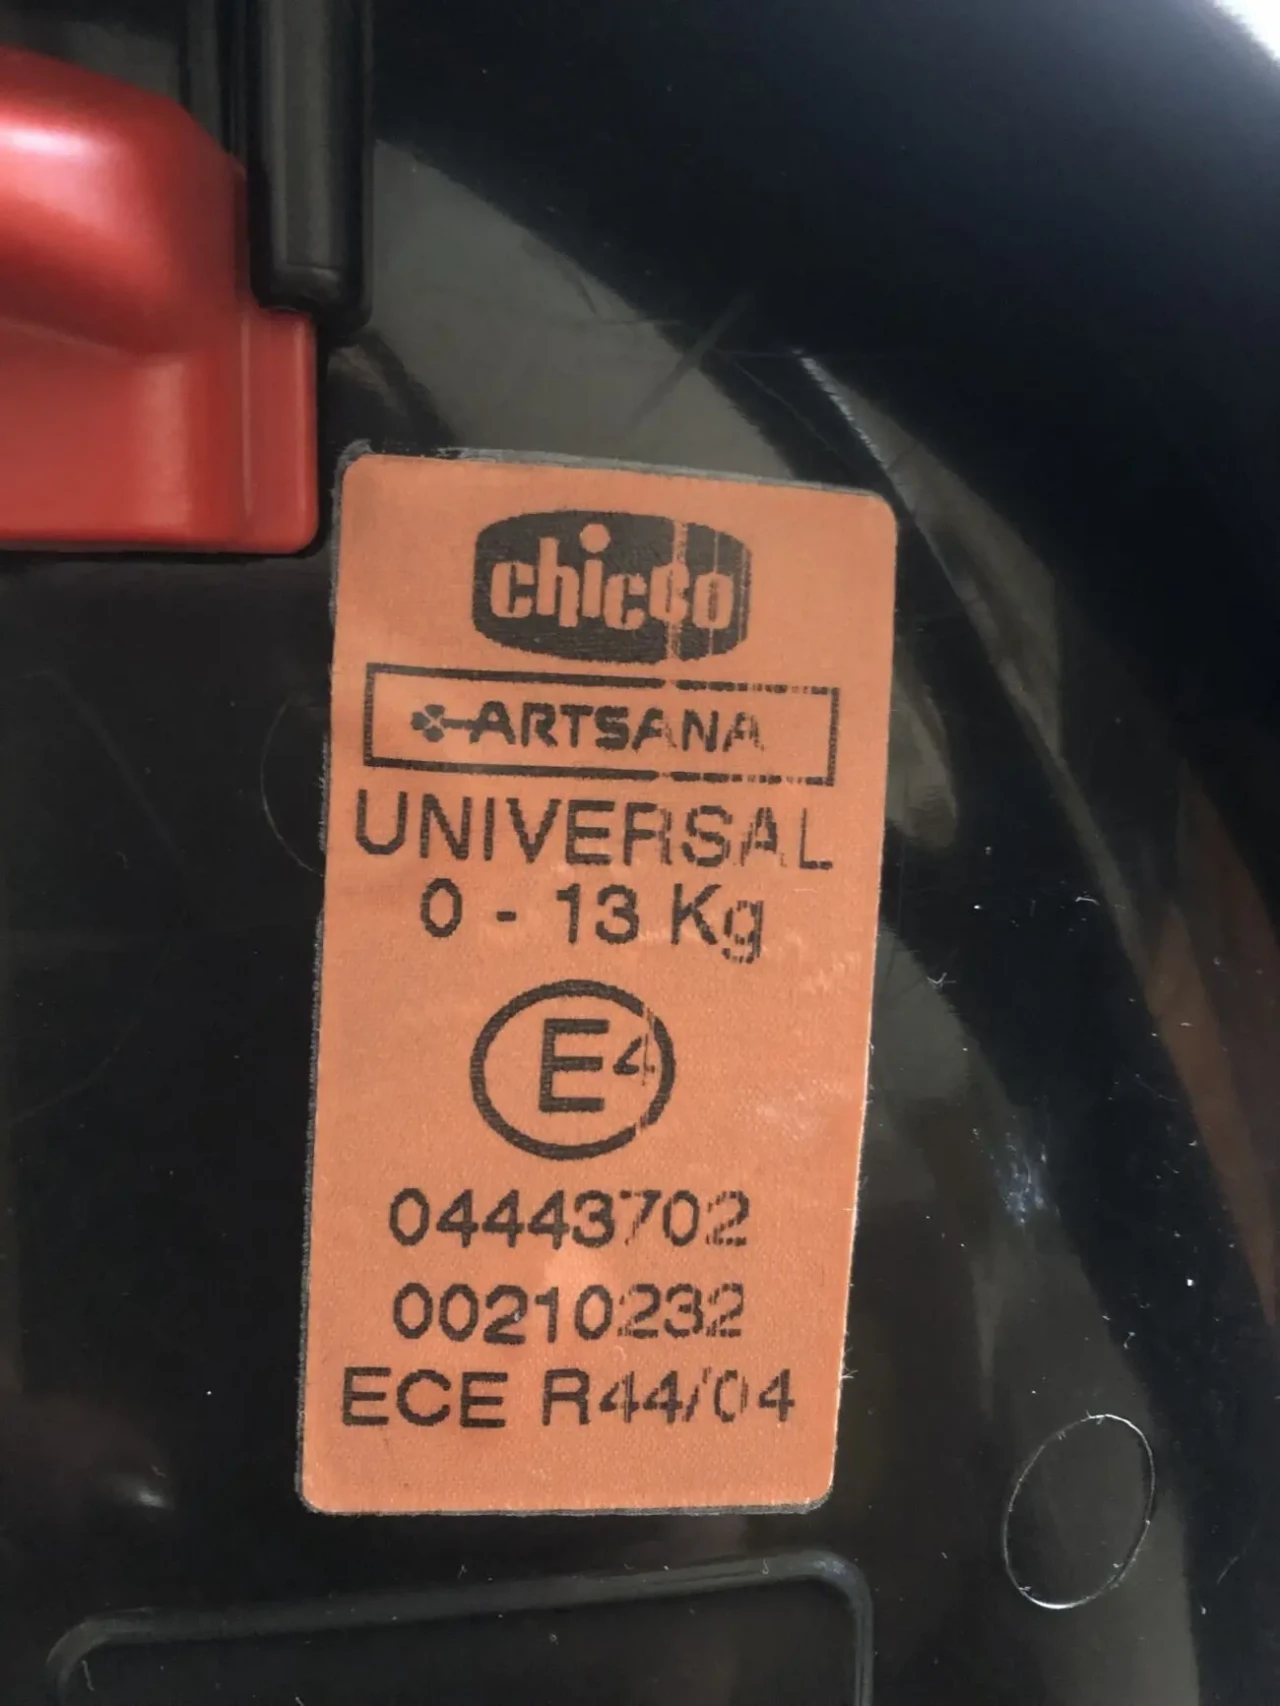 chicco
ARTSANA
UNIVERSAL
0 - 13 Kg
E4
04443702
00210232
ECE R44/04